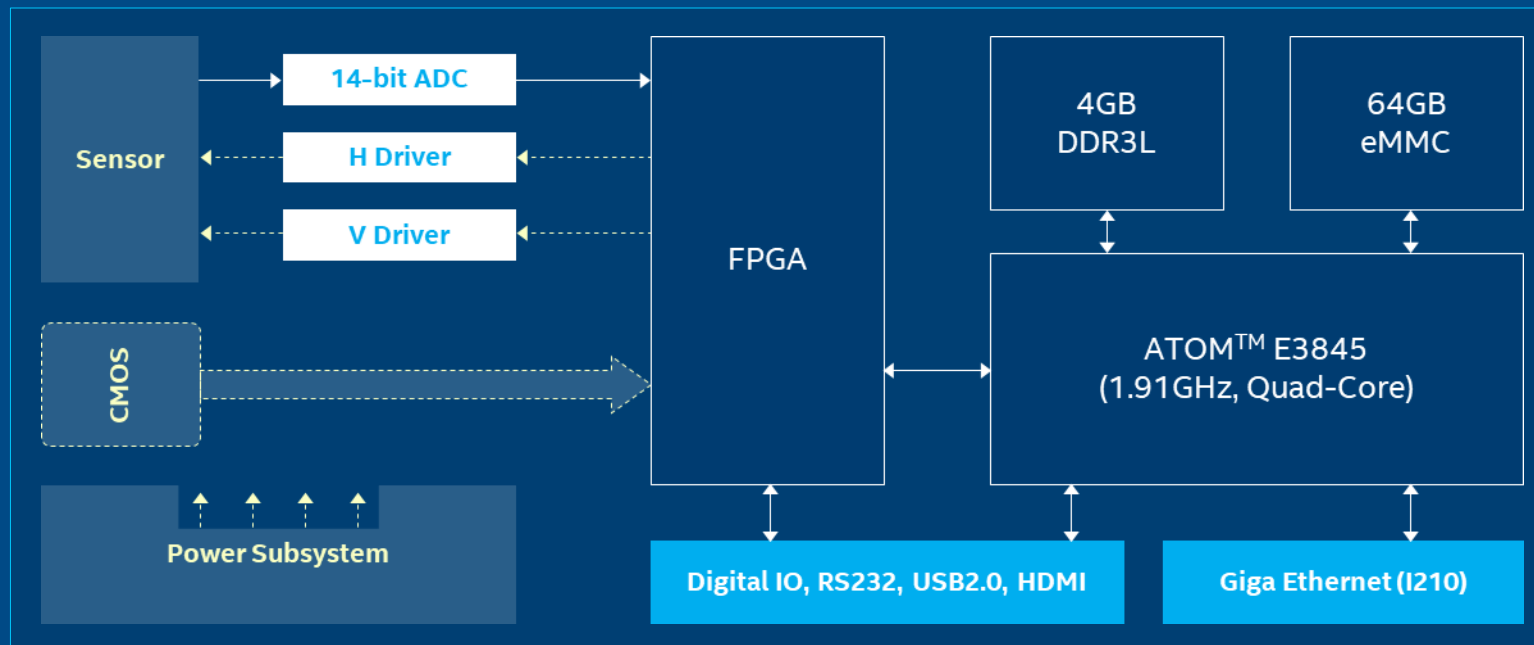 Sensor
14-bit ADC
H Driver
V Driver
CMOS
Power Subsystem
FPGA
4GB
DDR3L
64GB
eMMC
ATOM™ E3845
(1.91GHz, Quad-Core)
Digital IO, RS232, USB2.0, HDMI
Giga Ethernet (I210)